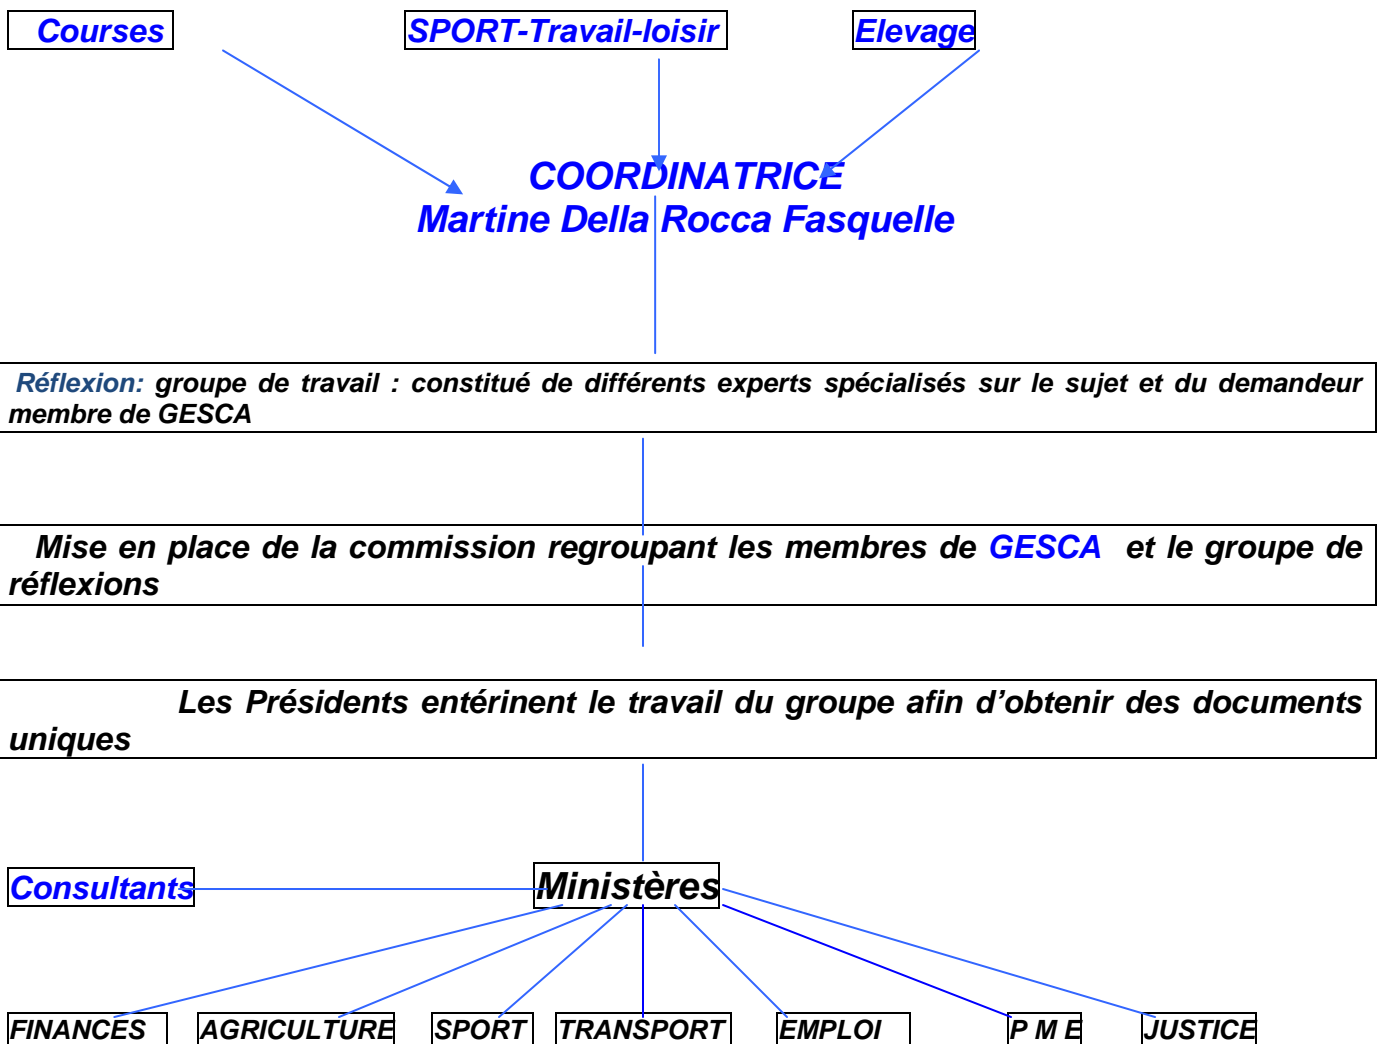 Courses SPORT-Travail-loisir Elevage
COORDINATRICE
Martine Della Rocca Fasquelle
Réflexion: groupe de travail : constitué de différents experts spécialisés sur le sujet et du demandeur
membre de GESCA
Mise en place de la commission regroupant les membres de GESCA et le groupe de
réflexions
Les Présidents entérinent le travail du groupe afin d’obtenir des documents
uniques
Consultants Ministères
FINANCES AGRICULTURE SPORT TRANSPORT EMPLOI P M E JUSTICE